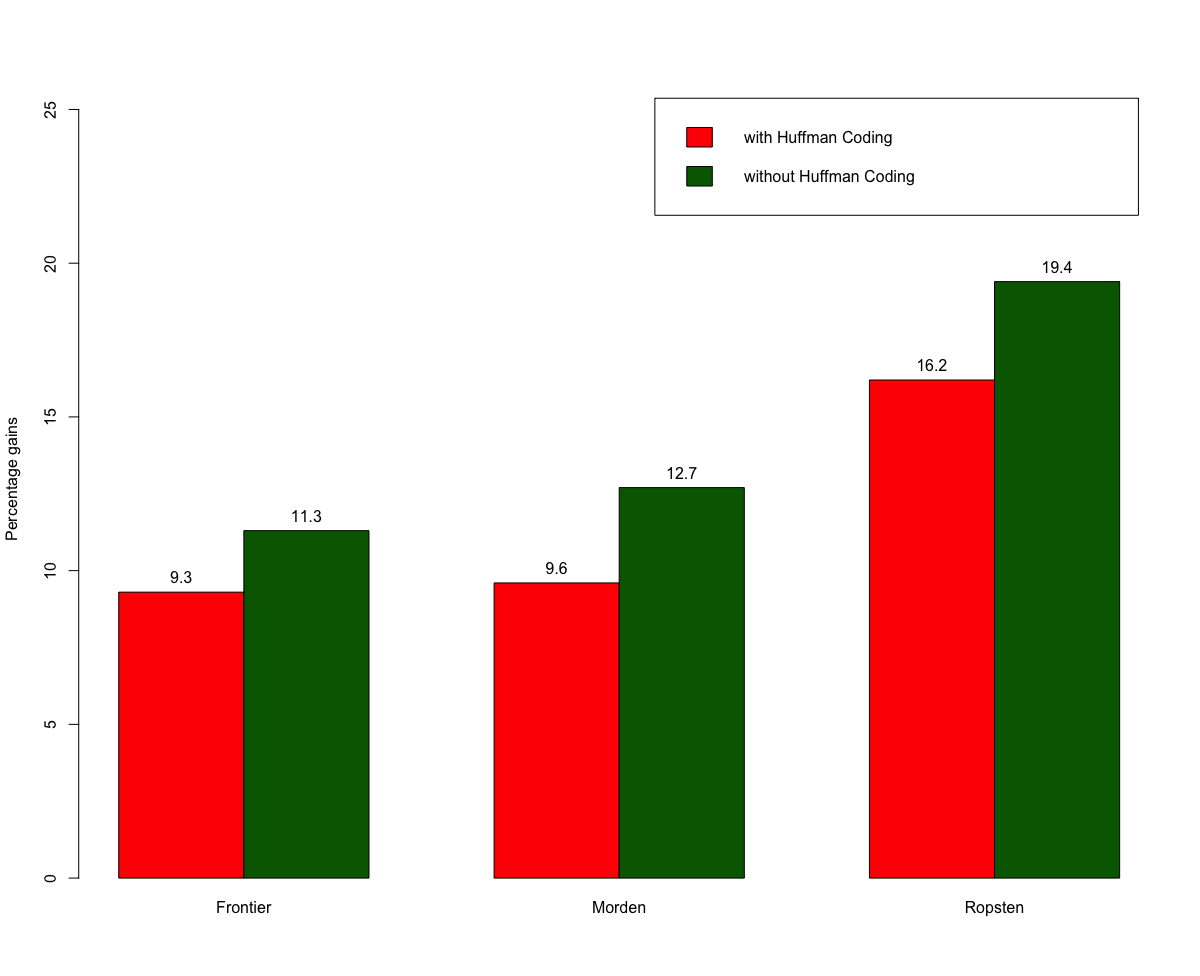 25
with Huffman Coding
without Huffman Coding
20
19.4
16.2
15
Percentage gains
12.7
11.3
10
9.6
9.3
5
0
Frontier
Morden
Ropsten